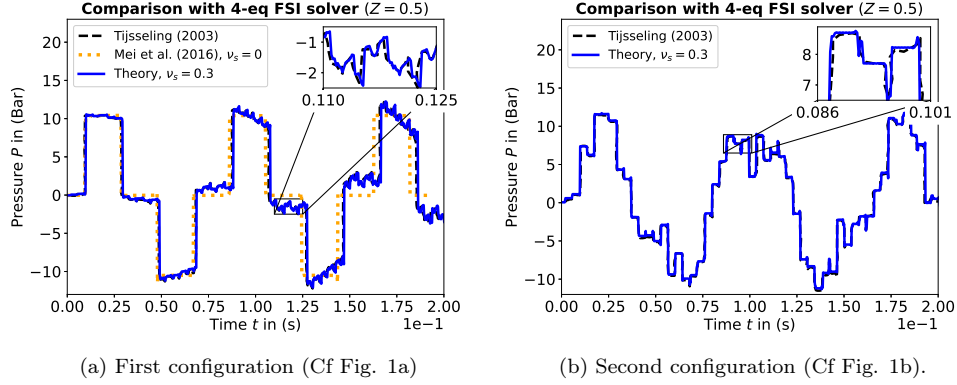 Comparison with 4-eq FSI solver (Z = 0.5)
Pressure P in (Bar)
20
15
10
5
0
−5
−10
Tijsseling (2003)
Mei et al. (2016), νs = 0
Theory, νs = 0.3
−1
−2
0.110 0.125
0.00 0.25 0.50 0.75 1.00 1.25 1.50 1.75 2.00
Time t in (s)
1e−1
(a) First configuration (Cf Fig. 1a)
Comparison with 4-eq FSI solver (Z = 0.5)
Pressure P in (Bar)
20
15
10
5
0
−5
−10
Tijsseling (2003)
Theory, νs = 0.3
8
7
0.086 0.101
0.00 0.25 0.50 0.75 1.00 1.25 1.50 1.75 2.00
Time t in (s)
1e−1
(b) Second configuration (Cf Fig. 1b).